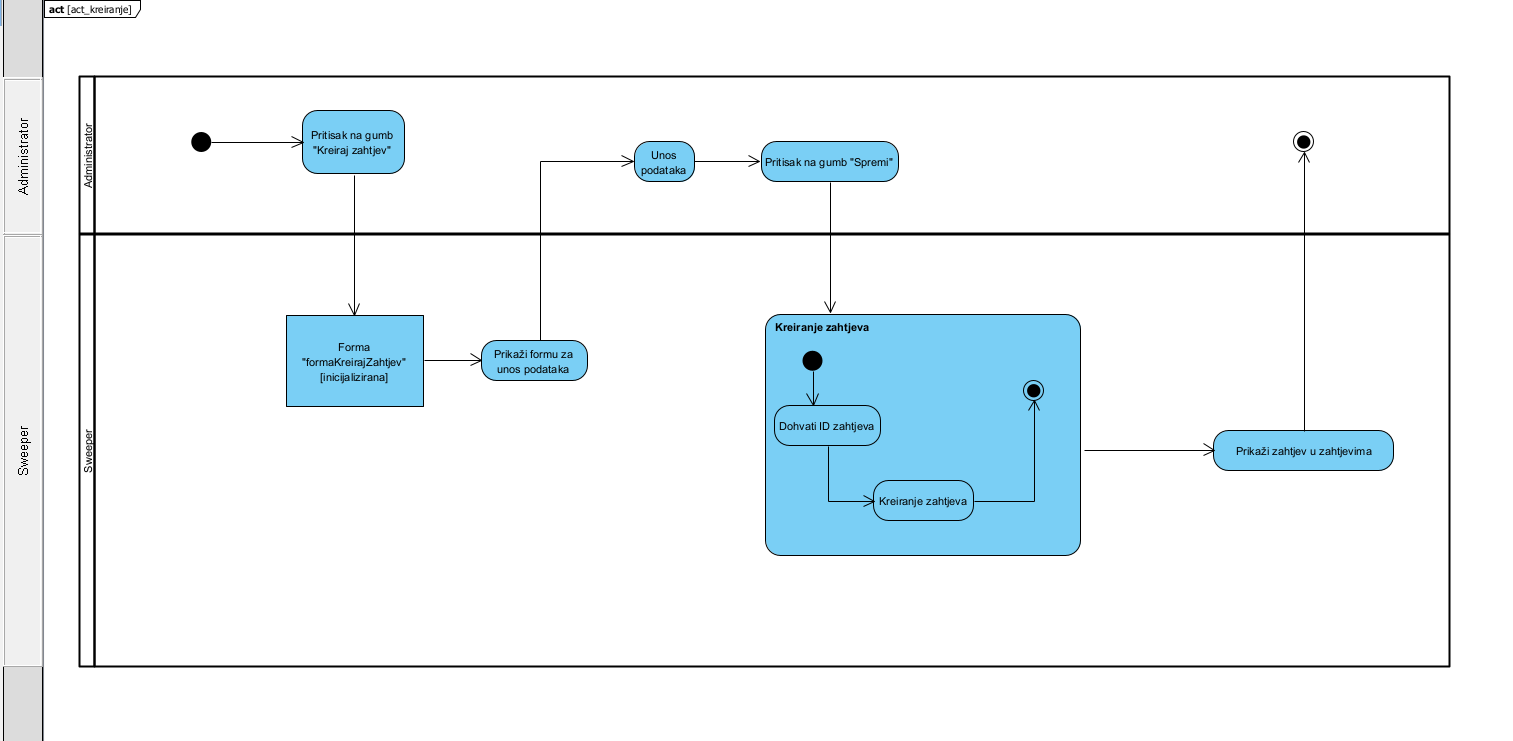 act [act_kreiranje]
Administrator
Administrator
Pritisak na gumb
"Kreiraj zahtjev"
Unos
podataka
Pritisak na gumb "Spremi"
Sweeper
Sweeper
Forma
"formaKreirajZahtjev"
[inicijalizirana]
Prikaži formu za
unos podataka
Kreiranje zahtjeva
Dohvati ID zahtjeva
Kreiranje zahtjeva
Prikaži zahtjev u zahtjevima